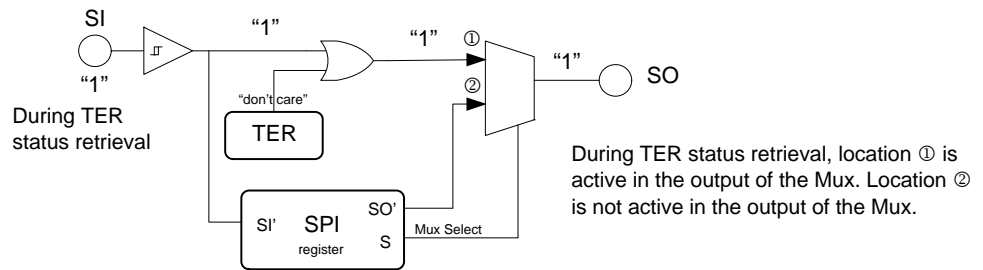 SI
“1”
“1”
①
“1”
SO
“1”
During TER
status retrieval
②
“don't care”
TER
During TER status retrieval, location ① is
active in the output of the Mux. Location ②
is not active in the output of the Mux.
SI'
SPI
register
SO'
S
Mux Select